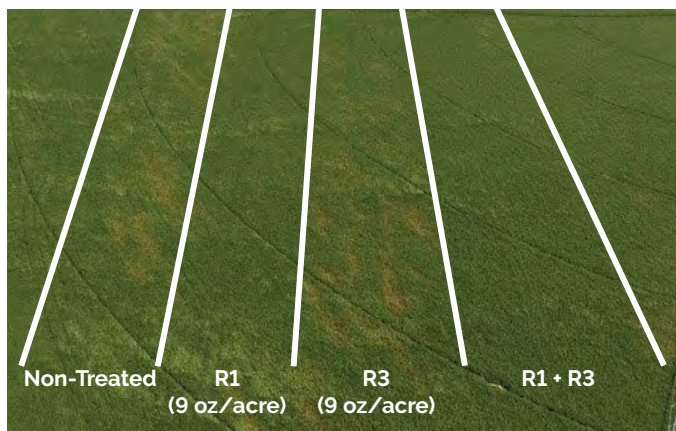 Non-Treated
R1
(9 oz/acre)
R3
(9 oz/acre)
R1 + R3